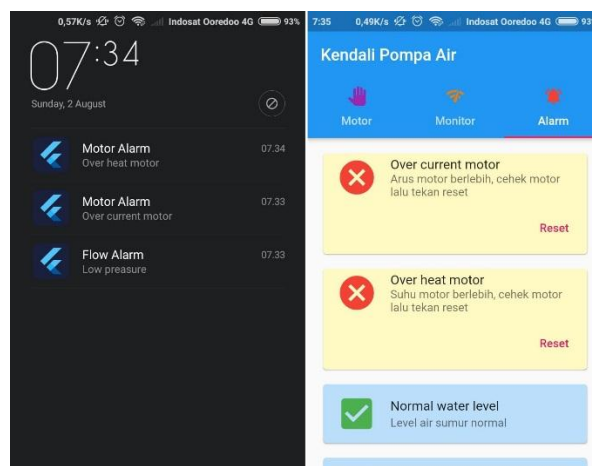 0,57K/s Indosat Ooredoo 4G 93%
07:34
Sunday, 2 August
Motor Alarm 07.34
Over heat motor
Motor Alarm 07.33
Over current motor
Flow Alarm 07.33
Low preasure
7:35 0,49K/s Indosat Ooredoo 4G 93
Kendali Pompa Air
Motor Monitor Alarm
Over current motor
Arus motor berlebih, cehek motor
lalu tekan reset
Reset
Over heat motor
Suhu motor berlebih, cehek motor
lalu tekan reset
Reset
Normal water level
Level air sumur normal